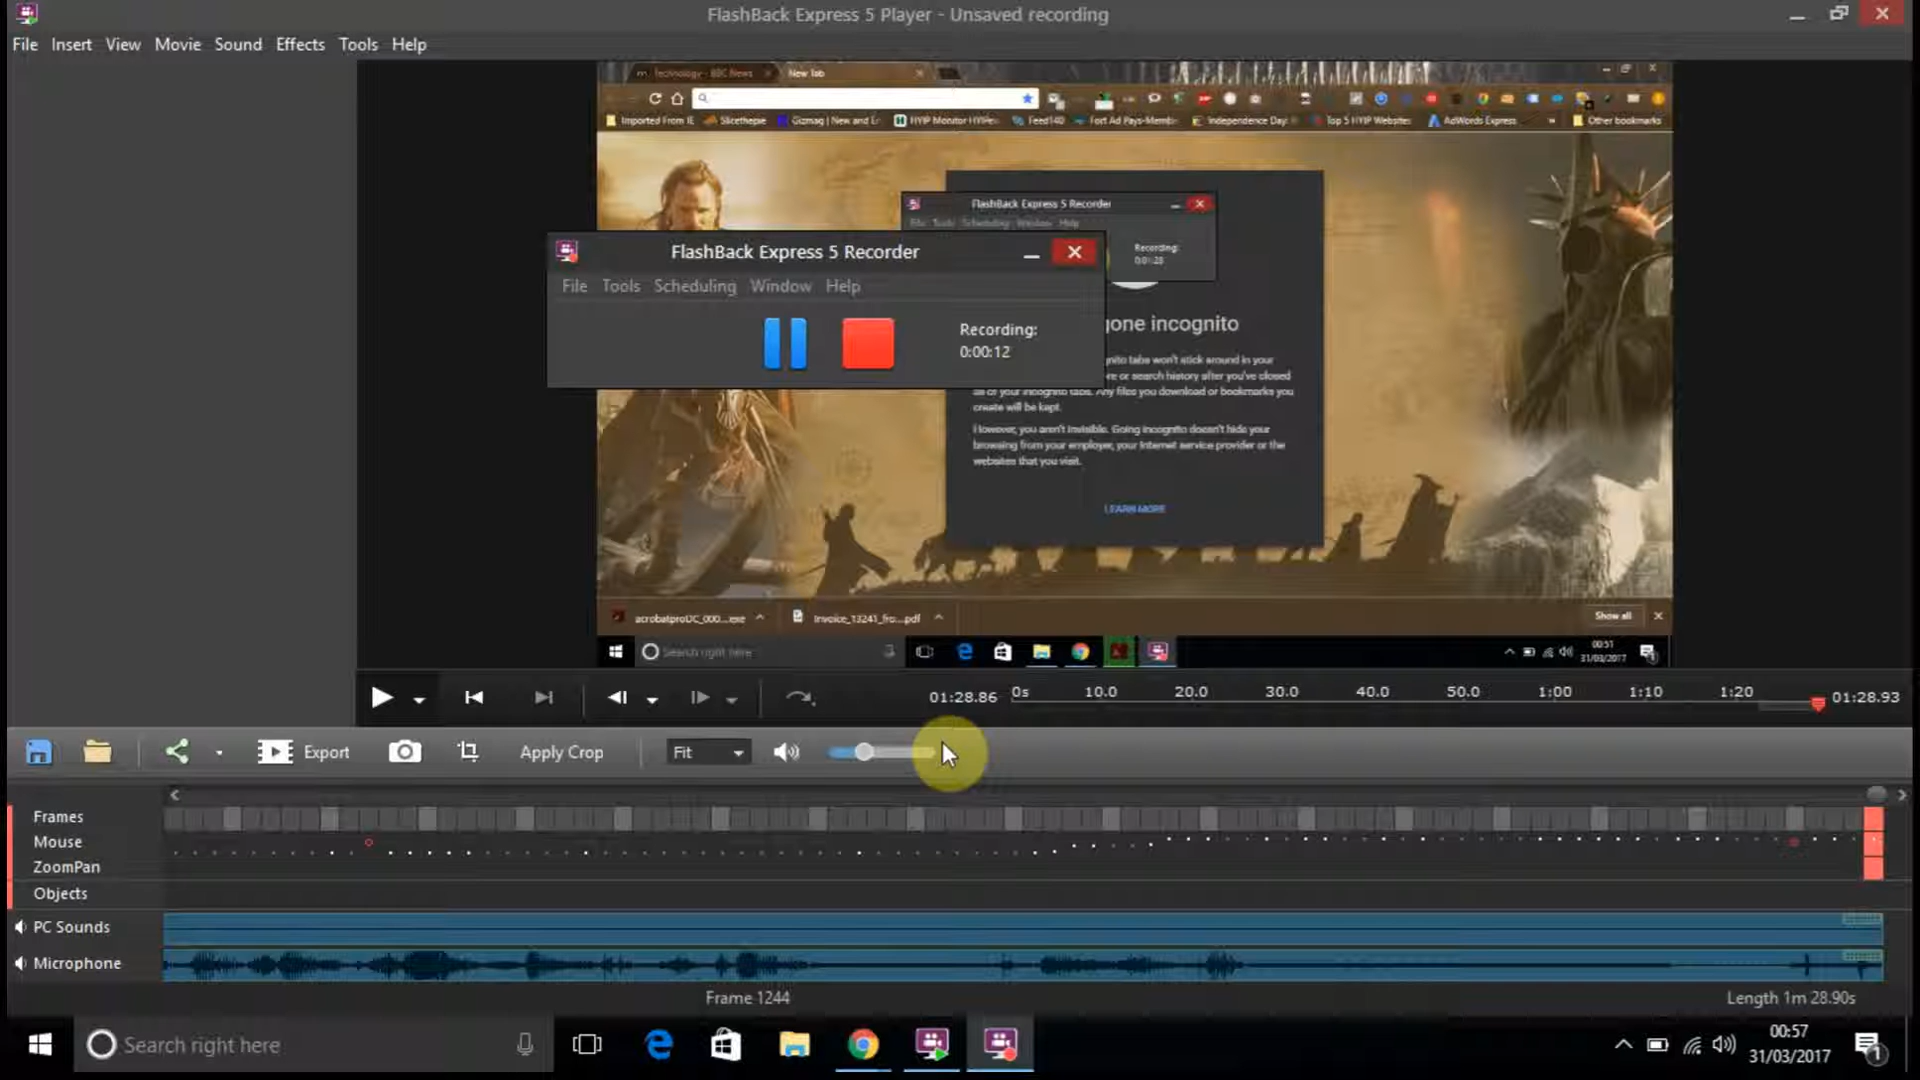 FlashBack Express 5 Player - Unsaved recording
File Insert View Movie Sound Effects Tools Help
Technology - BBC News New Tab
Imported From IE Slicethepie Gizmag | New and HYIP Monitor Feed140 Fort Ad Pays-Memb Independence Day Top 5 HYIP Websites AdWords Express Other bookmarks
FlashBack Express 5 Recorder
File Tools Scheduling Window Help
Recording:
0:01:28
FlashBack Express 5 Recorder
File Tools Scheduling Window Help
Recording:
0:00:12
gone incognito
gnito tabs won't stick around in your
re or search history after you've closed
all of your incognito tabs. Any files you download or bookmarks you
create will be kept.
However, you aren't invisible. Going incognito doesn't hide your
browsing from your employer, your internet service provider or the
websites that you visit.
LEARN MORE
acrobatproDC_000....exe Invoice_13241_fro....pdf Show all
Search right here 00:51
31/03/2017
01:28.86 0s 10.0 20.0 30.0 40.0 50.0 1:00 1:10 1:20 01:28.93
Export Apply Crop Fit
Frames
Mouse
ZoomPan
Objects
PC Sounds
Microphone
Frame 1244 Length 1m 28.90s
Search right here 00:57
31/03/2017
1